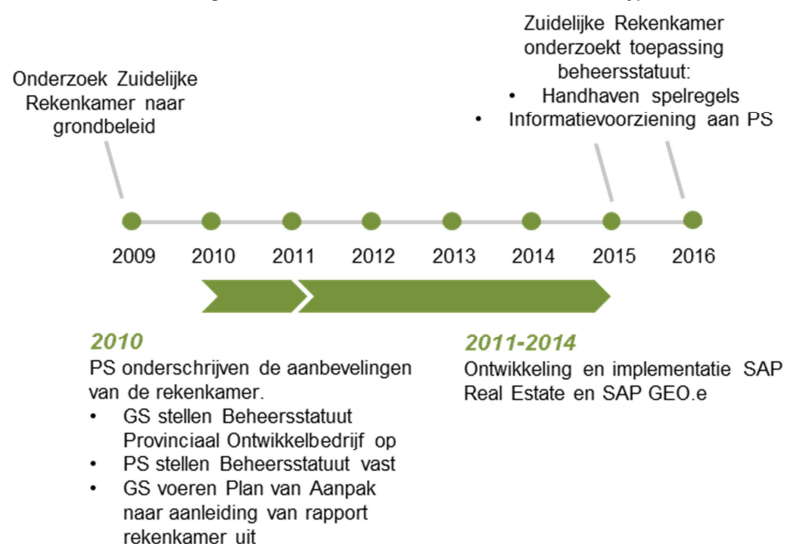 Onderzoek Zuidelijke
Rekenkamer naar
grondbeleid
Zuidelijke Rekenkamer
onderzoekt toepassing
beheersstatuut:
• Handhaven spelregels
• Informatievoorziening aan PS
2009 2010 2011 2012 2013 2014 2015 2016
2010
PS onderschrijven de aanbevelingen
van de rekenkamer.
• GS stellen Beheersstatuut
Provinciaal Ontwikkelbedrijf op
• PS stellen Beheersstatuut vast
• GS voeren Plan van Aanpak
naar aanleiding van rapport
rekenkamer uit
2011-2014
Ontwikkeling en implementatie SAP
Real Estate en SAP GEO.e